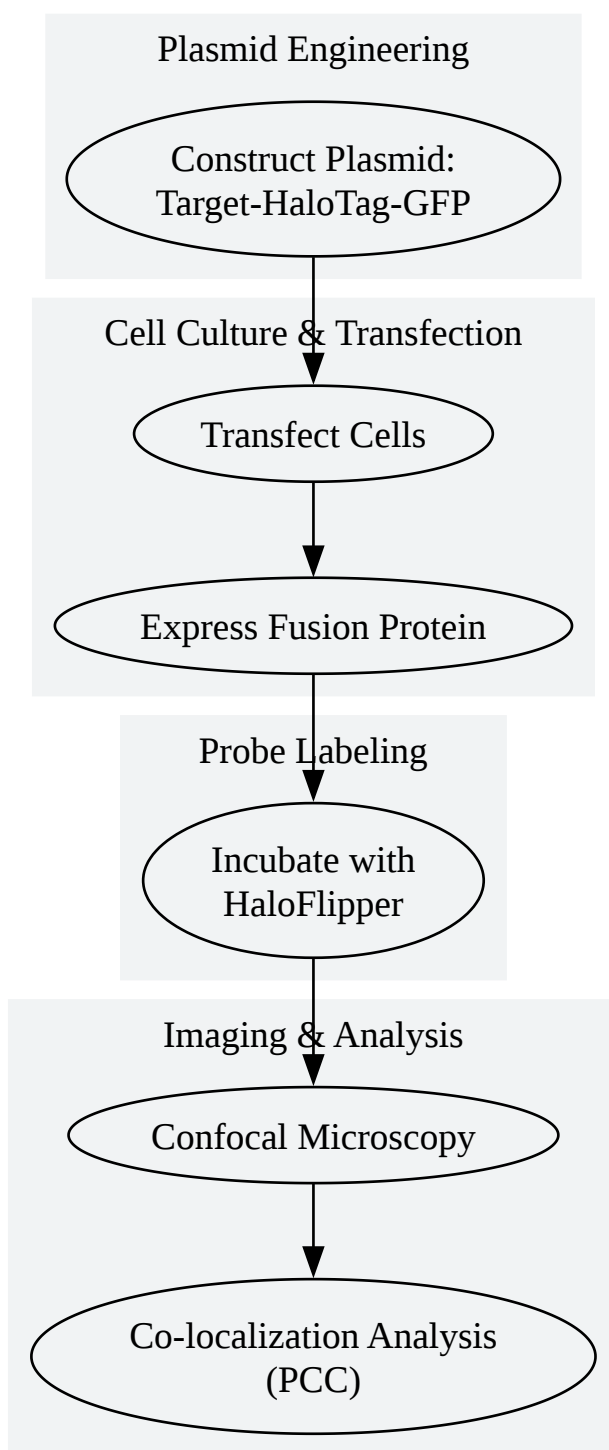 Plasmid Engineering
Construct Plasmid:
Target-HaloTag-GFP
Cell Culture & Transfection
Transfect Cells
Express Fusion Protein
Probe Labeling
Incubate with
HaloFlipper
Imaging & Analysis
Confocal Microscopy
Co-localization Analysis
(PCC)